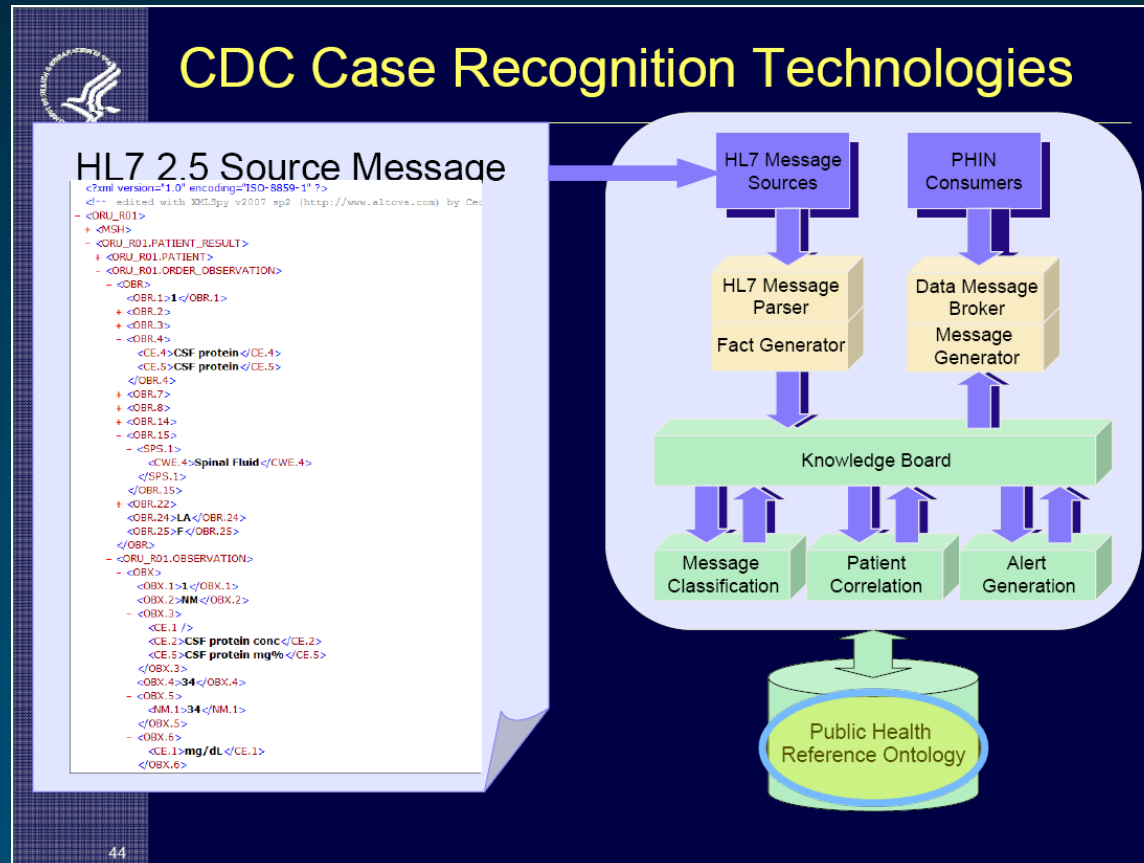 CDC Case Recognition Technologies
HL7 2.5 Source Message
<?xml version="1.0" encoding="ISO-8859-1" ?>
<!-- edited with XMLSpy v2007 sp2 (http://www.altova.com) by Cec
- <ORU_R01>
+ <MSH>
- <ORU_R01.PATIENT_RESULT>
+ <ORU_R01.PATIENT>
- <ORU_R01.ORDER_OBSERVATION>
- <OBR>
<OBR.1>1</OBR.1>
+ <OBR.2>
+ <OBR.3>
- <OBR.4>
<CE.4>CSF protein</CE.4>
<CE.5>CSF protein</CE.5>
</OBR.4>
+ <OBR.7>
+ <OBR.8>
+ <OBR.14>
- <OBR.15>
- <SPS.1>
<CWE.4>Spinal Fluid</CWE.4>
</SPS.1>
</OBR.15>
+ <OBR.22>
<OBR.24>LA</OBR.24>
<OBR.25>F</OBR.25>
</OBR>
- <ORU_R01.OBSERVATION>
- <OBX>
<OBX.1>1</OBX.1>
<OBX.2>NM</OBX.2>
- <OBX.3>
<CE.1 />
<CE.2>CSF protein conc</CE.2>
<CE.5>CSF protein mg%</CE.5>
</OBX.3>
<OBX.4>34</OBX.4>
- <OBX.5>
<NM.1>34</NM.1>
</OBX.5>
- <OBX.6>
<CE.1>mg/dL</CE.1>
</OBX.6>
HL7 Message
Sources
PHIN
Consumers
HL7 Message
Parser
Fact Generator
Data Message
Broker
Message
Generator
Knowledge Board
Message
Classification
Patient
Correlation
Alert
Generation
Public Health
Reference Ontology
44